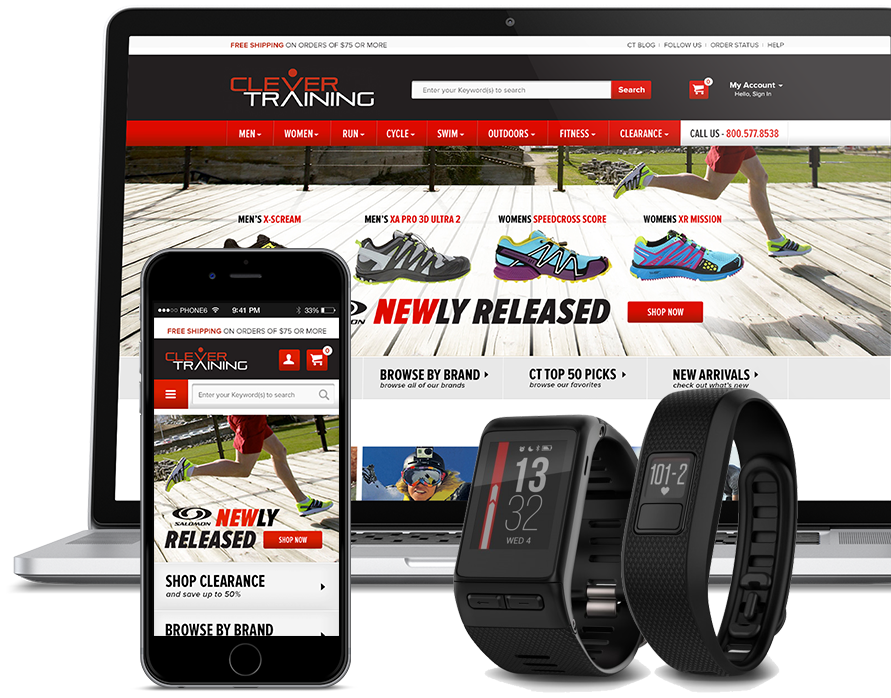 FREE SHIPPING ON ORDERS OF $75 OR MORE
CT BLOG | FOLLOW US | ORDER STATUS | HELP
CLEVER
TRAINING
Enter your Keyword(s) to search
Search
0
My Account
Hello, Sign In
MEN WOMEN RUN CYCLE SWIM OUTDOORS FITNESS CLEARANCE CALL US - 800.577.8538
MEN'S X-SCREAM
MEN'S XA PRO 3D ULTRA 2
WOMENS SPEEDCROSS SCORE
WOMENS XR MISSION
NEWLY RELEASED
SHOP NOW
BROWSE BY BRAND
browse all of our brands
CT TOP 50 PICKS
browse our favorites
NEW ARRIVALS
check out what's new
PHONE6 9:41 PM 33%
FREE SHIPPING ON ORDERS OF $75 OR MORE
CLEVER
TRAINING
0
Enter your Keyword(s) to search
SALOMON
NEWLY
RELEASED
SHOP NOW
SHOP CLEARANCE
and save up to 50%
BROWSE BY BRAND
13
32
WED 4
101-2